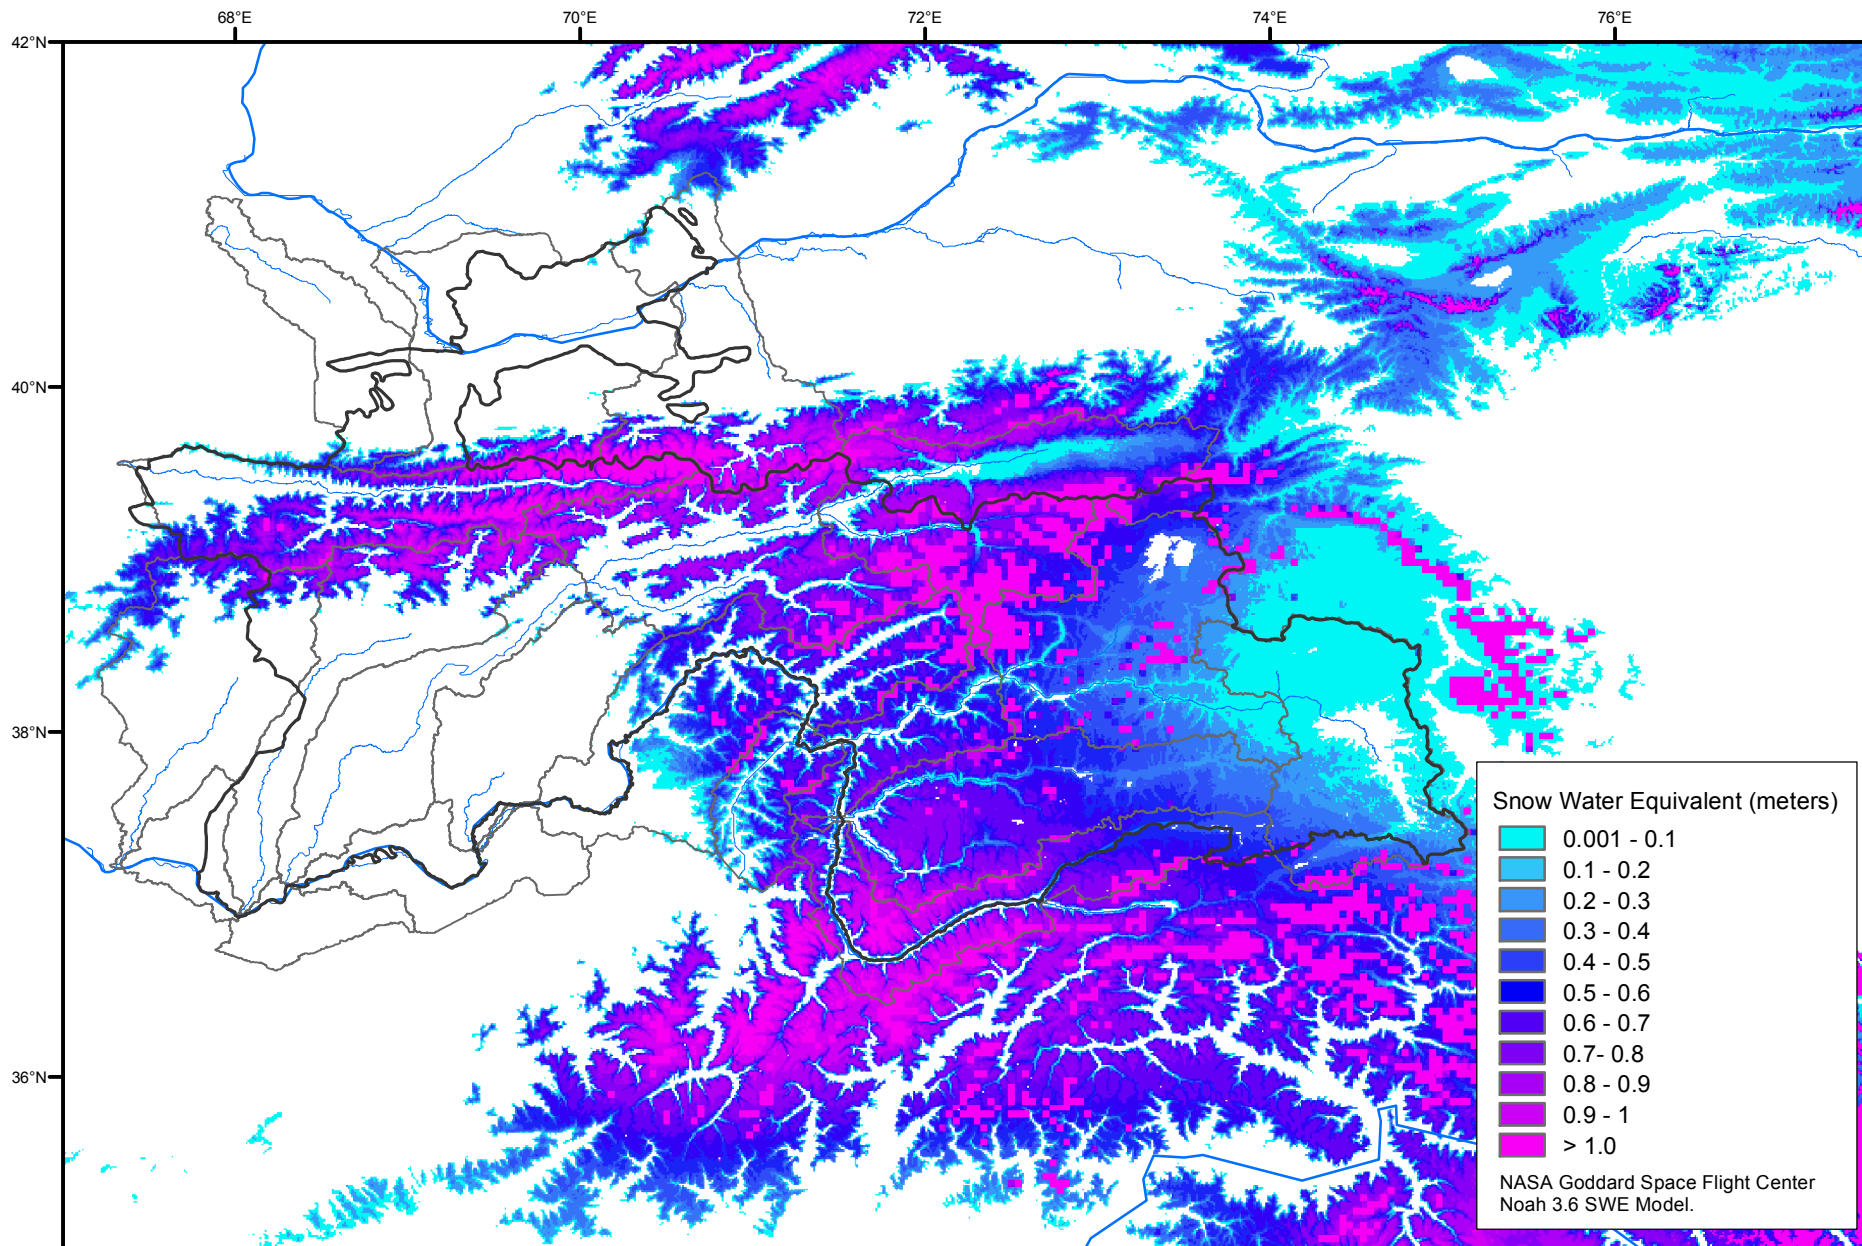 68°E
70°E
72°E
74°E
76°E
42°N
40°N
38°N
36°N
Snow Water Equivalent (meters)
0.001 - 0.1
0.1 - 0.2
0.2 - 0.3
0.3 - 0.4
0.4 - 0.5
0.5 - 0.6
0.6 - 0.7
0.7- 0.8
0.8 - 0.9
0.9 - 1
> 1.0
NASA Goddard Space Flight Center
Noah 3.6 SWE Model.